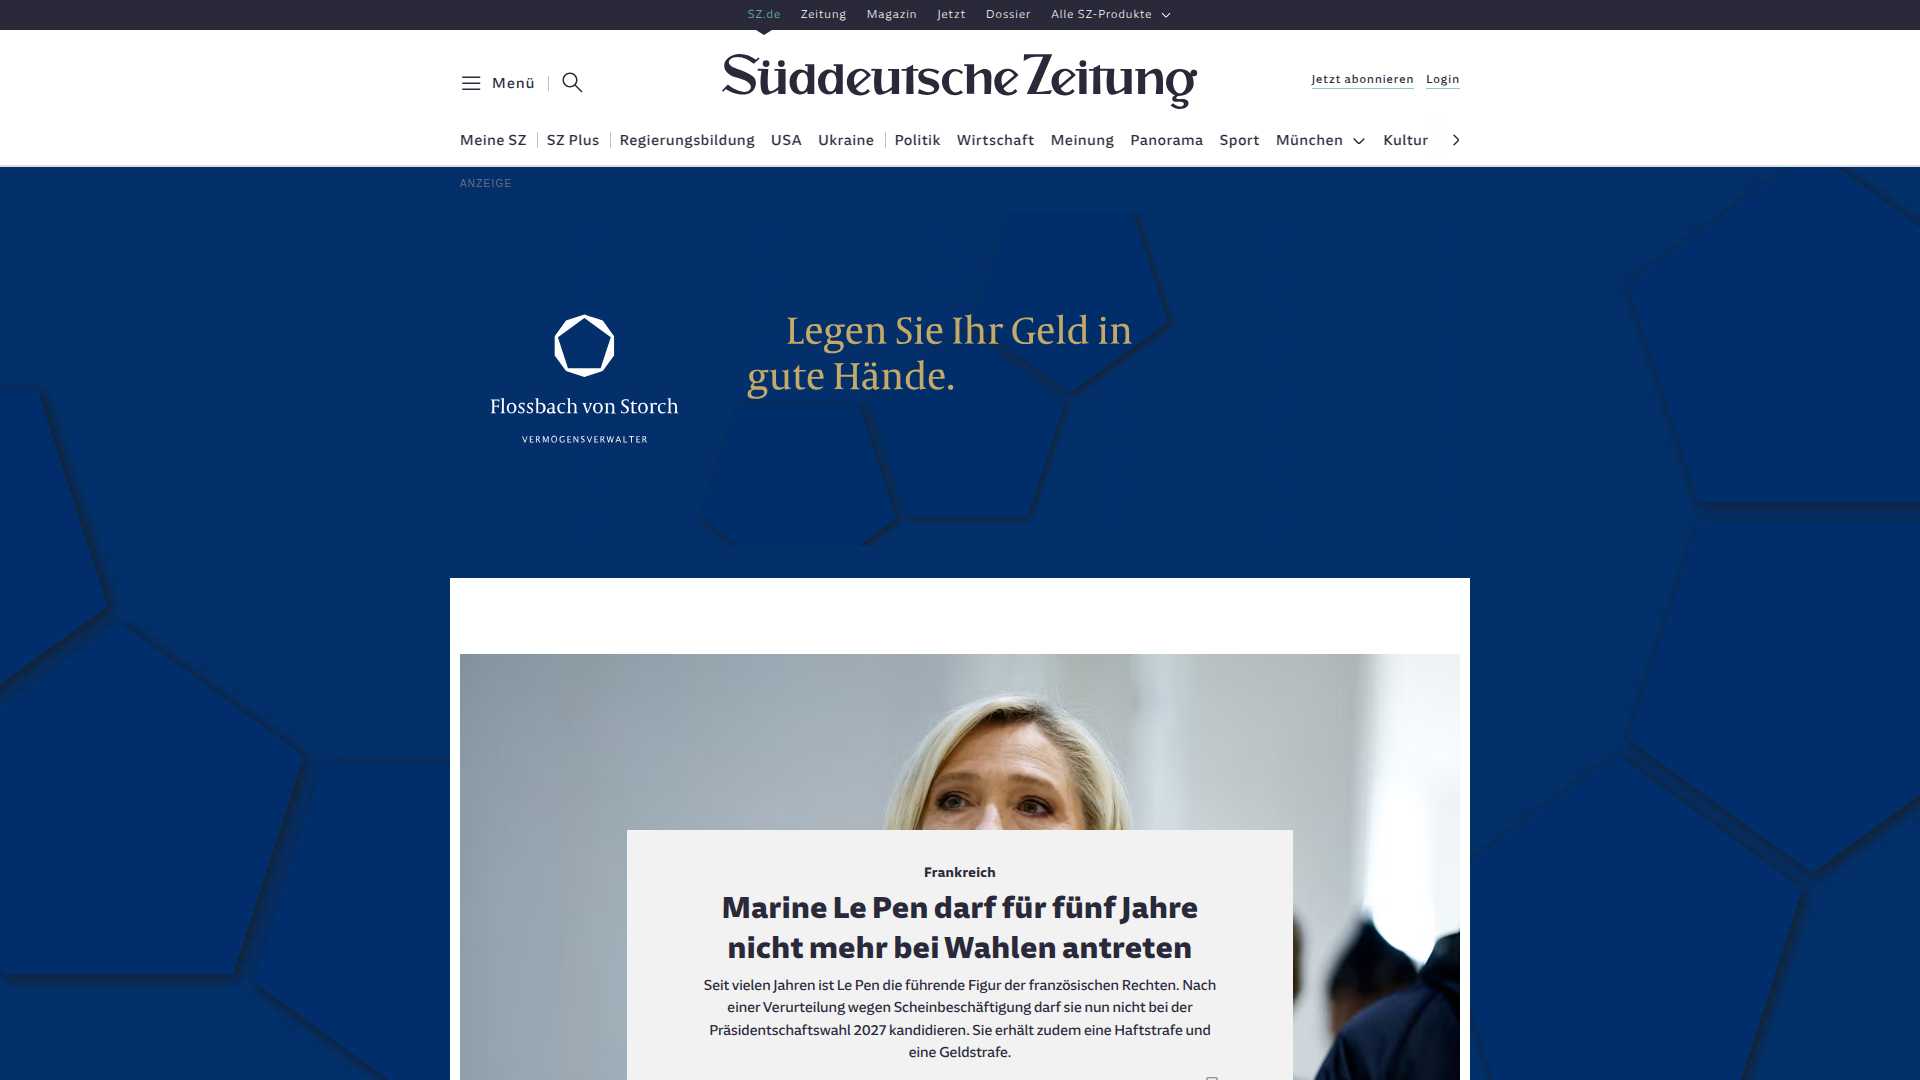 SZ.de Zeitung Magazin Jetzt Dossier Alle SZ-Produkte
Menü
Süddeutsche Zeitung
Jetzt abonnieren Login
Meine SZ SZ Plus Regierungsbildung USA Ukraine Politik Wirtschaft Meinung Panorama Sport München Kultur
ANZEIGE
Legen Sie Ihr Geld in
gute Hände.
Flossbach von Storch
VERMÖGENSVERWALTER
Frankreich
Marine Le Pen darf für fünf Jahre
nicht mehr bei Wahlen antreten
Seit vielen Jahren ist Le Pen die führende Figur der französischen Rechten. Nach
einer Verurteilung wegen Scheinbeschäftigung darf sie nun nicht bei der
Präsidentschaftswahl 2027 kandidieren. Sie erhält zudem eine Haftstrafe und
eine Geldstrafe.